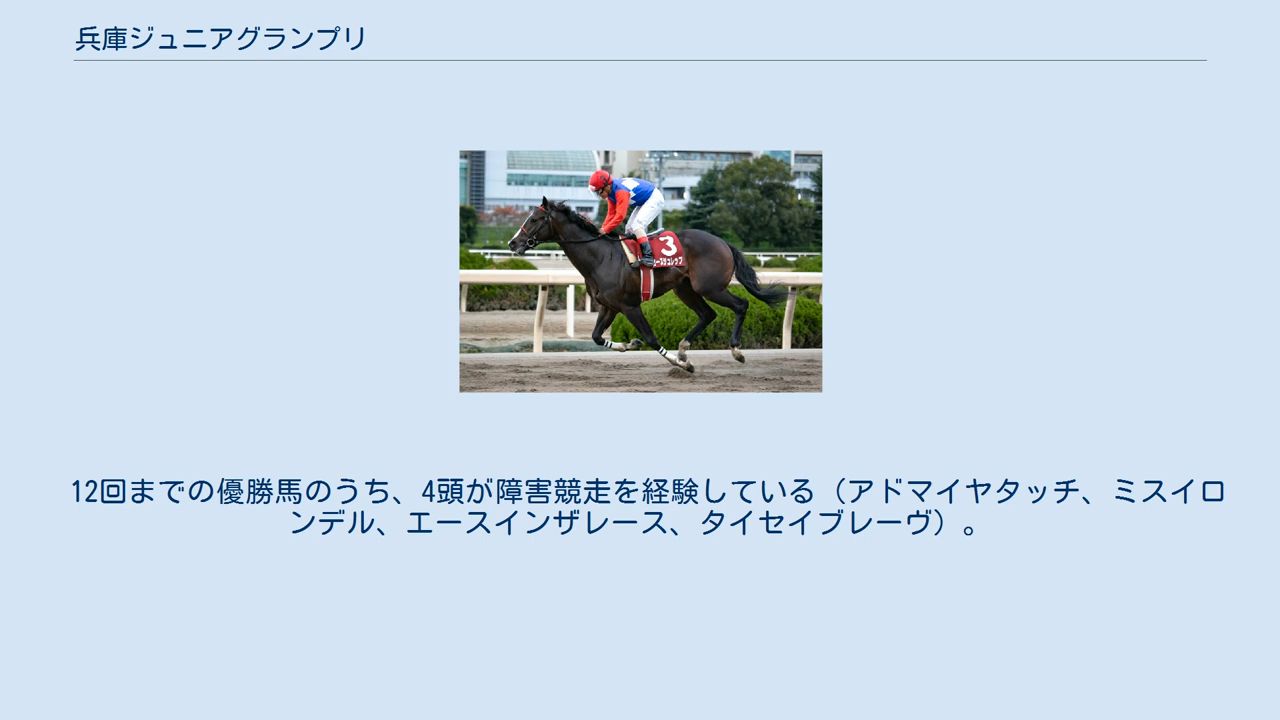 兵庫ジュニアグランプリ
3
12回までの優勝馬のうち、4頭が障害競走を経験している（アドマイヤタッチ、ミスイロ
ンデル、エースインザレース、タイセイブレーヴ）。